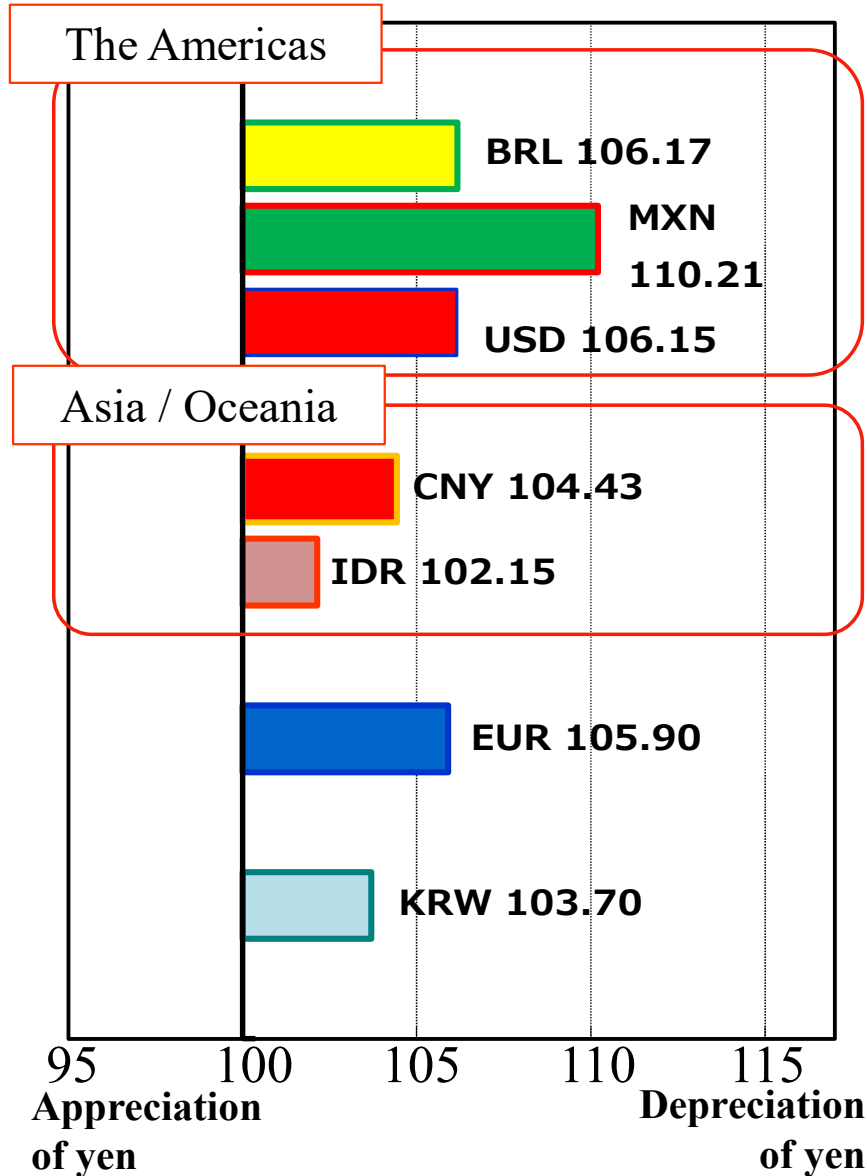 The Americas
BRL 106.17
MXN
110.21
USD 106.15
Asia / Oceania
CNY 104.43
IDR 102.15
EUR 105.90
KRW 103.70
95 100 105 110 115
Appreciation
of yen
Depreciation
of yen